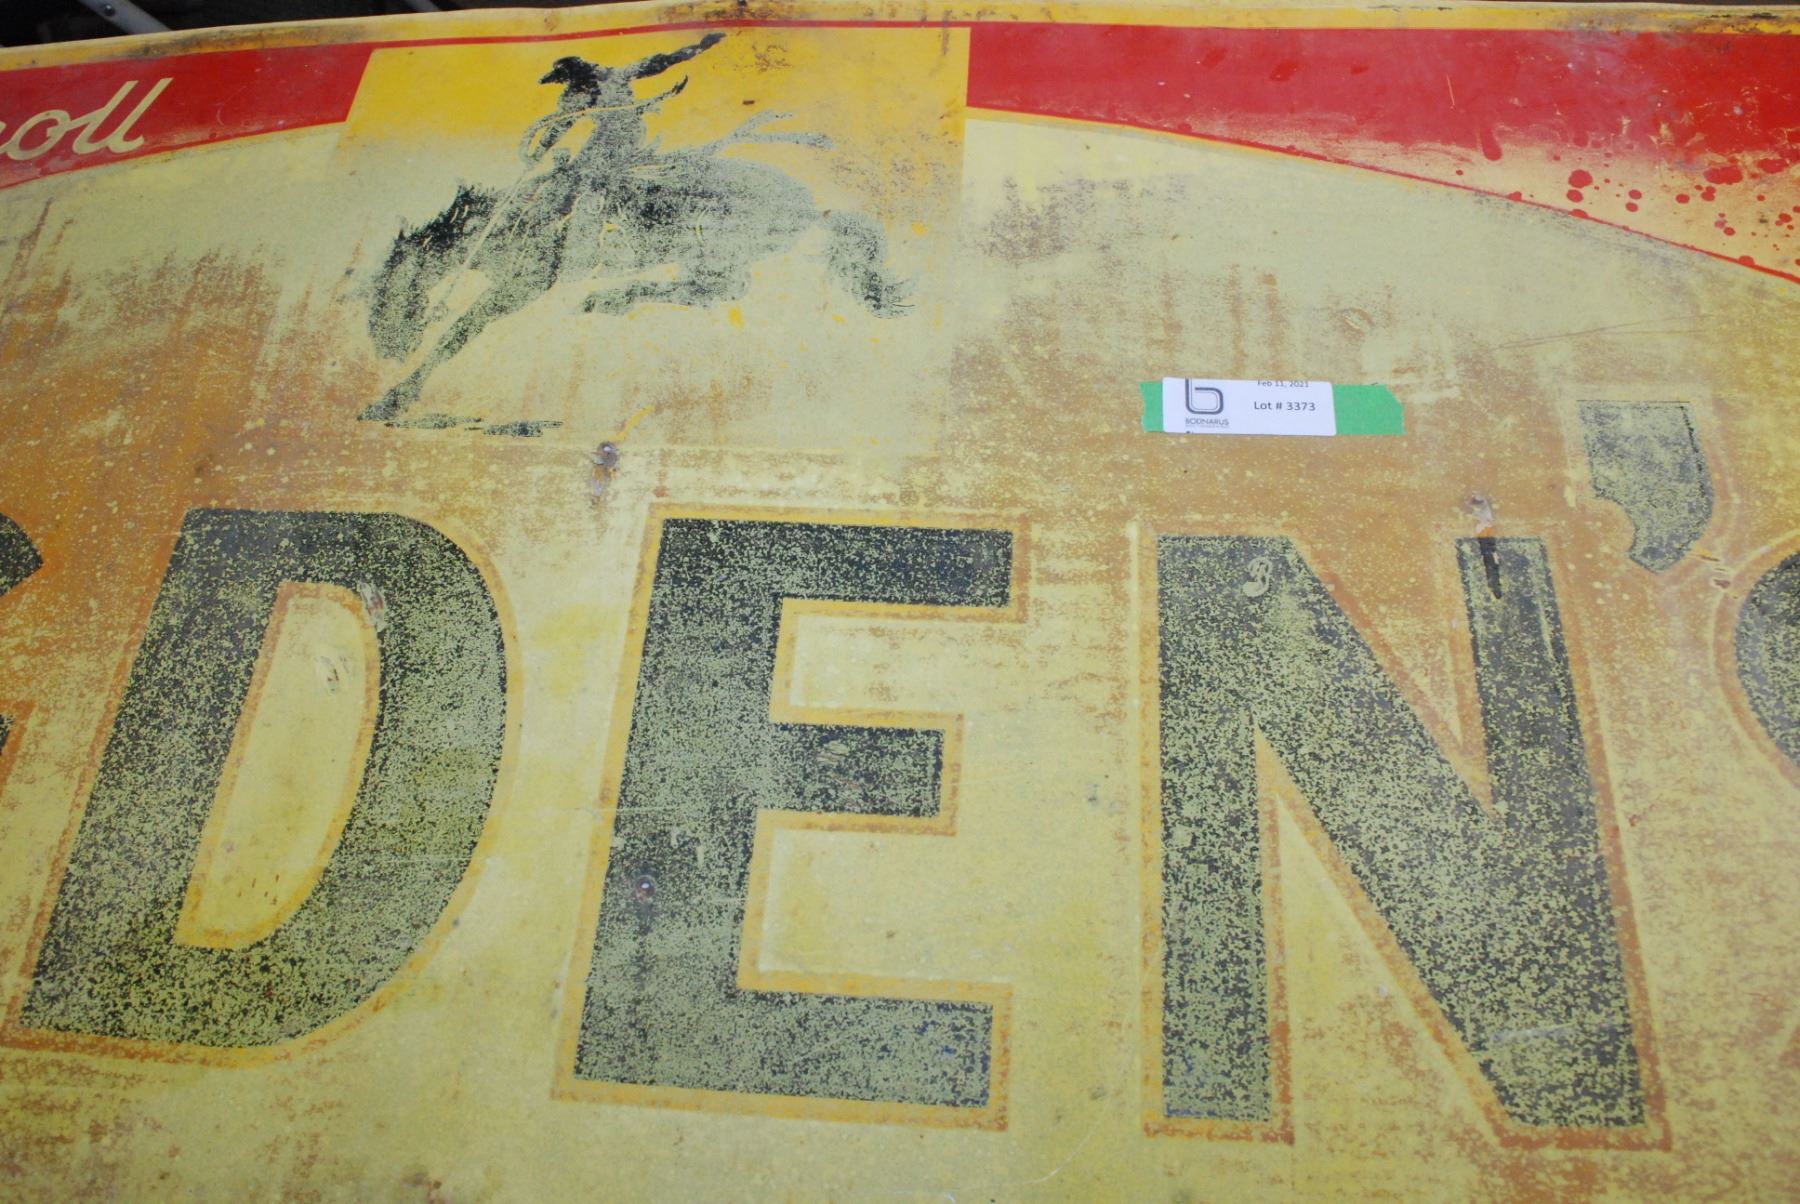 oll
Feb 11, 2021
Lot # 3373
BODNARUS
DEN'S